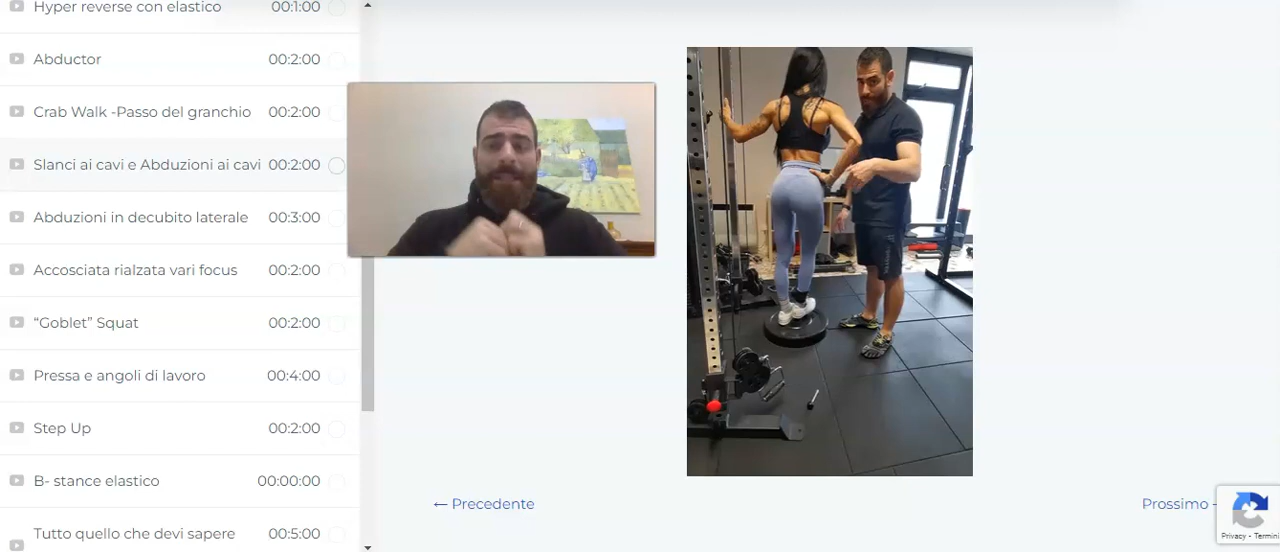 Hyper reverse con elastico 00:1:00
Abductor 00:2:00
Crab Walk -Passo del granchio 00:2:00
Slanci ai cavi e Abduzioni ai cavi 00:2:00
Abduzioni in decubito laterale 00:3:00
Accosciata rialzata vari focus 00:2:00
“Goblet” Squat 00:2:00
Pressa e angoli di lavoro 00:4:00
Step Up 00:2:00
B- stance elastico 00:00:00
Tutto quello che devi sapere 00:5:00
← Precedente
Prossimo
Privacy - Termini